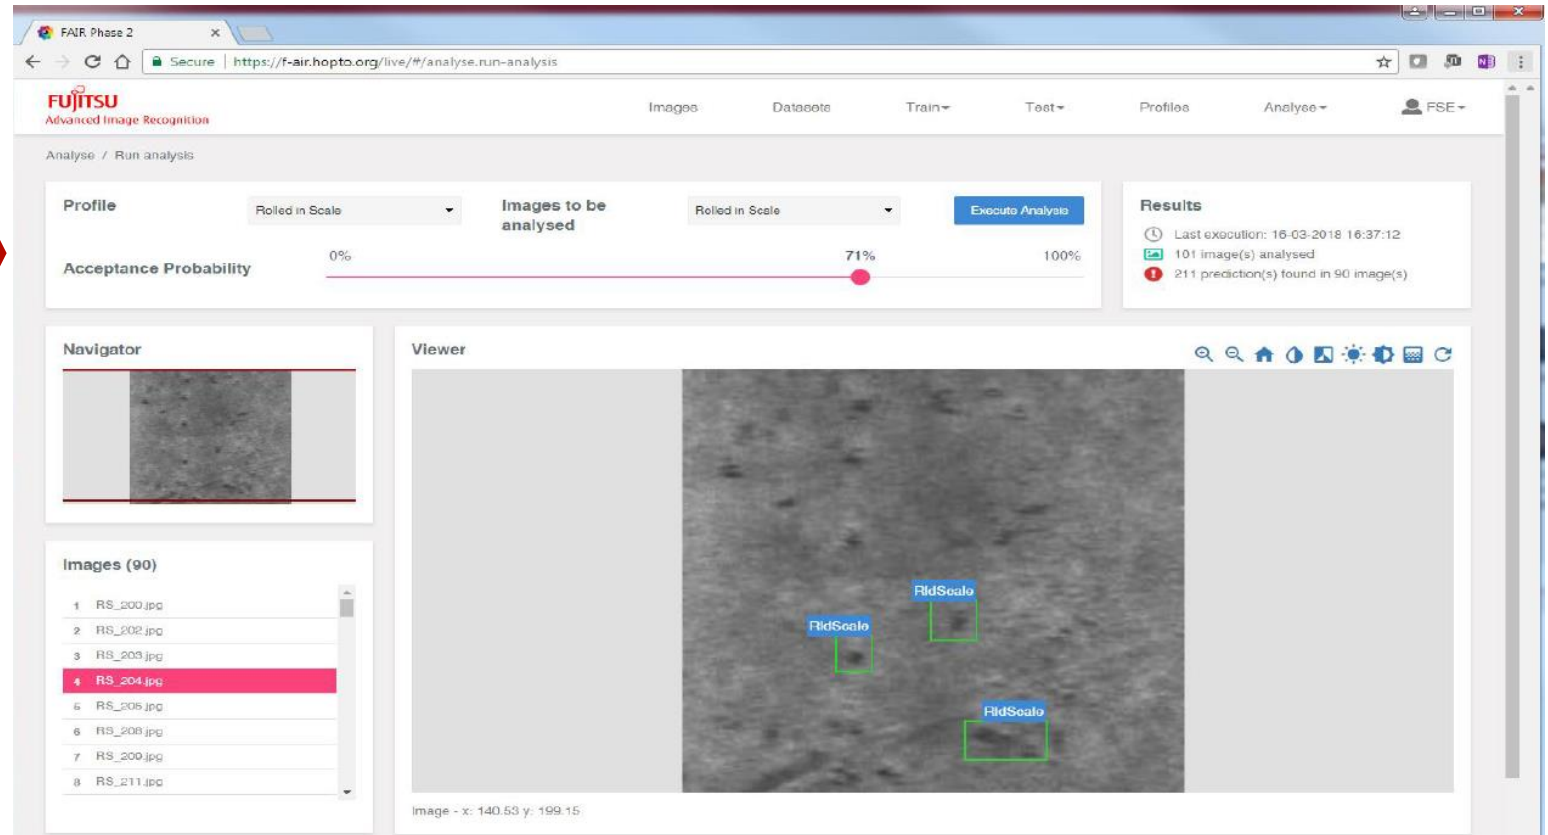 FAIR Phase 2
Secure https://f-air.hopto.org/live/#/analyse.run-analysis
FUJITSU
Advanced Image Recognition
Images Datasets Train Test Profiles Analyse FSE
Analyse / Run analysis
Profile
Rolled in Scale
Images to be
analysed
Rolled in Scale
Execute Analysis
Acceptance Probability
0% 71% 100%
Results
Last execution: 16-03-2018 16:37:12
101 image(s) analysed
211 prediction(s) found in 90 image(s)
Navigator
Viewer
RldScale
RldScale
RldScale
Images (90)
1 RS_200.jpg
2 RS_202.jpg
3 RS_203.jpg
4 RS_204.jpg
5 RS_205.jpg
6
7
8 RS_211.jpg
Image - x: 140.53 y: 199.15